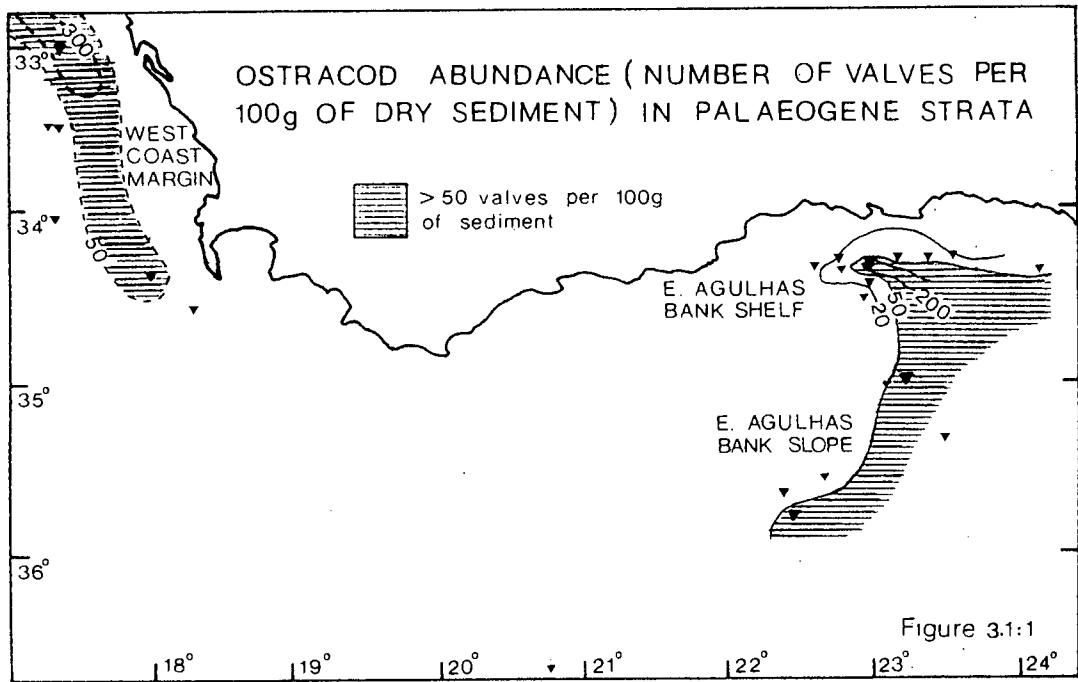 OSTRACOD ABUNDANCE (NUMBER OF VALVES PER
100g OF DRY SEDIMENT) IN PALAEOGENE STRATA
33°
300
WEST
COAST
MARGIN
> 50 valves per 100g
of sediment
34°
50
E. AGULHAS
BANK SHELF
20
50
200
35°
E. AGULHAS
BANK SLOPE
36°
Figure 3.1:1
18°
19°
20°
21°
22°
23°
24°